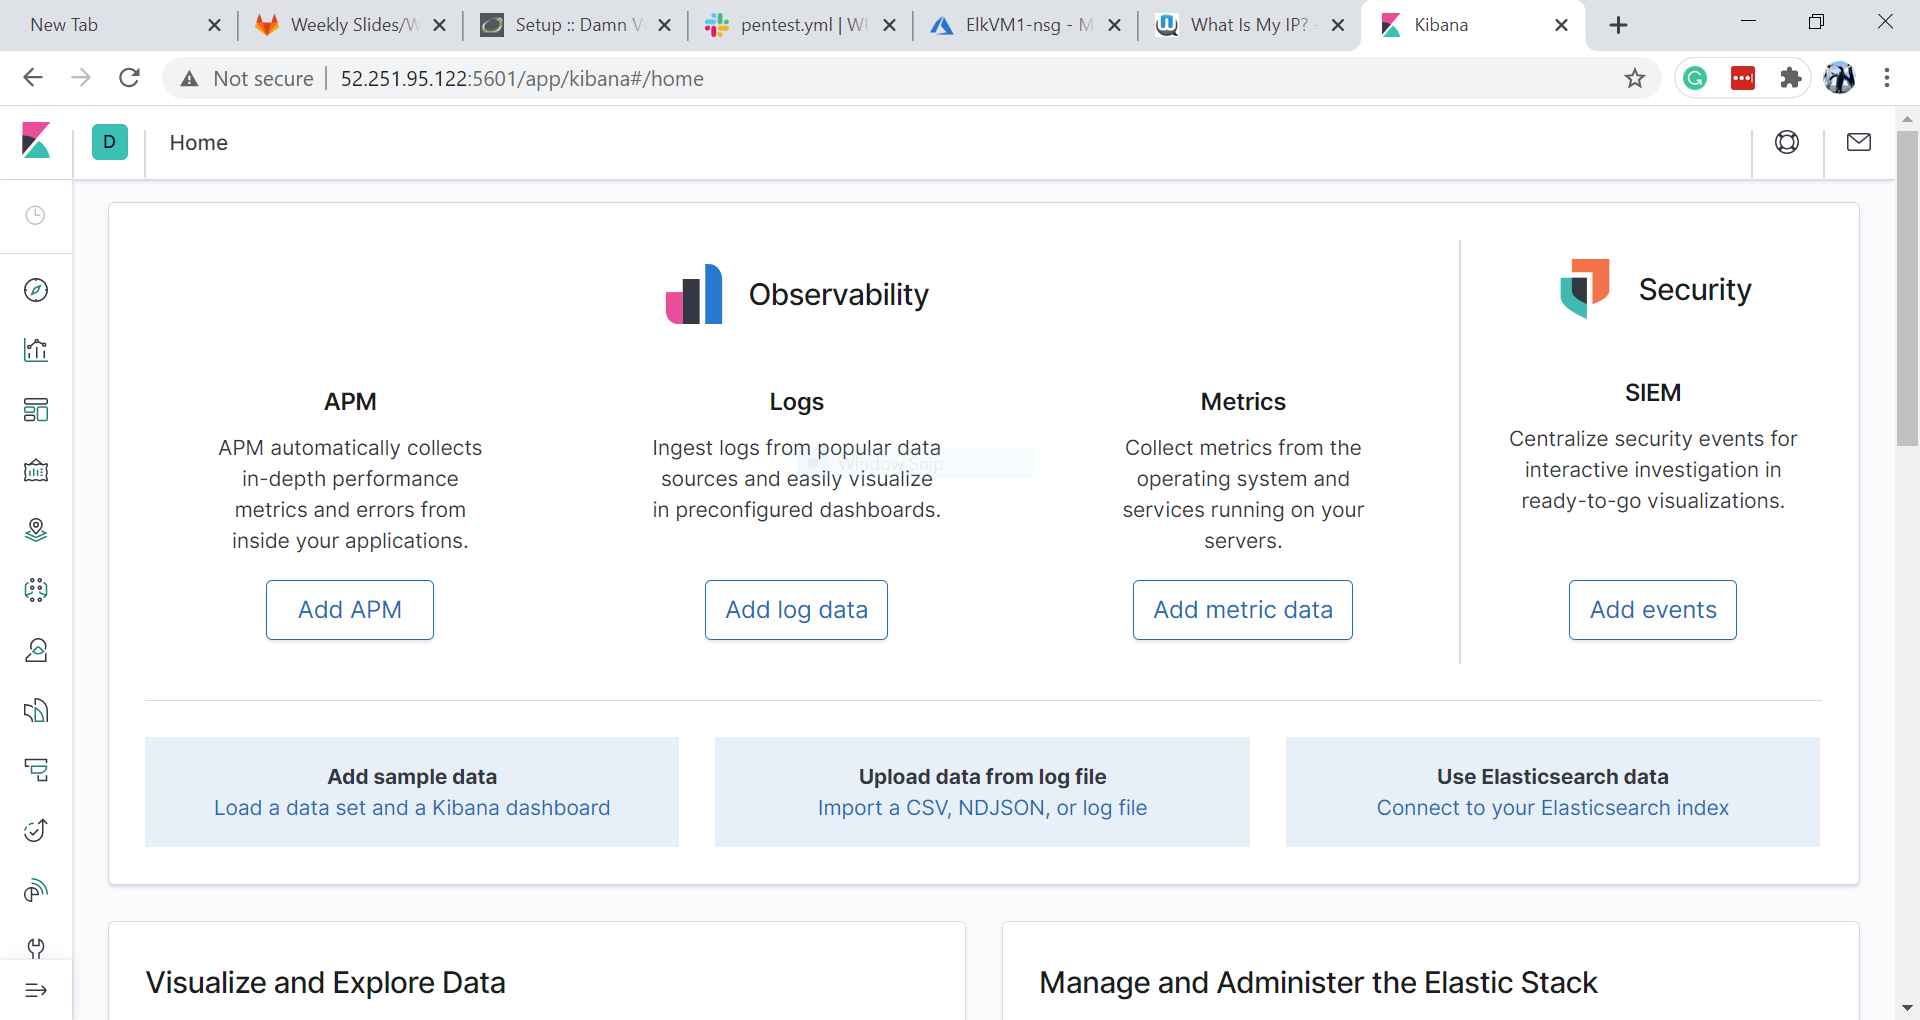 New Tab
Weekly Slides/W
Setup :: Damn V
pentest.yml | WU
ElkVM1-nsg - M
What Is My IP? -
Kibana
Not secure
52.251.95.122:5601/app/kibana#/home
D
Home
Observability
Security
APM
APM automatically collects
in-depth performance
metrics and errors from
inside your applications.
Add APM
Logs
Ingest logs from popular data
sources and easily visualize
in preconfigured dashboards.
Window Snip
Add log data
Metrics
Collect metrics from the
operating system and
services running on your
servers.
Add metric data
SIEM
Centralize security events for
interactive investigation in
ready-to-go visualizations.
Add events
Add sample data
Load a data set and a Kibana dashboard
Upload data from log file
Import a CSV, NDJSON, or log file
Use Elasticsearch data
Connect to your Elasticsearch index
Visualize and Explore Data
Manage and Administer the Elastic Stack